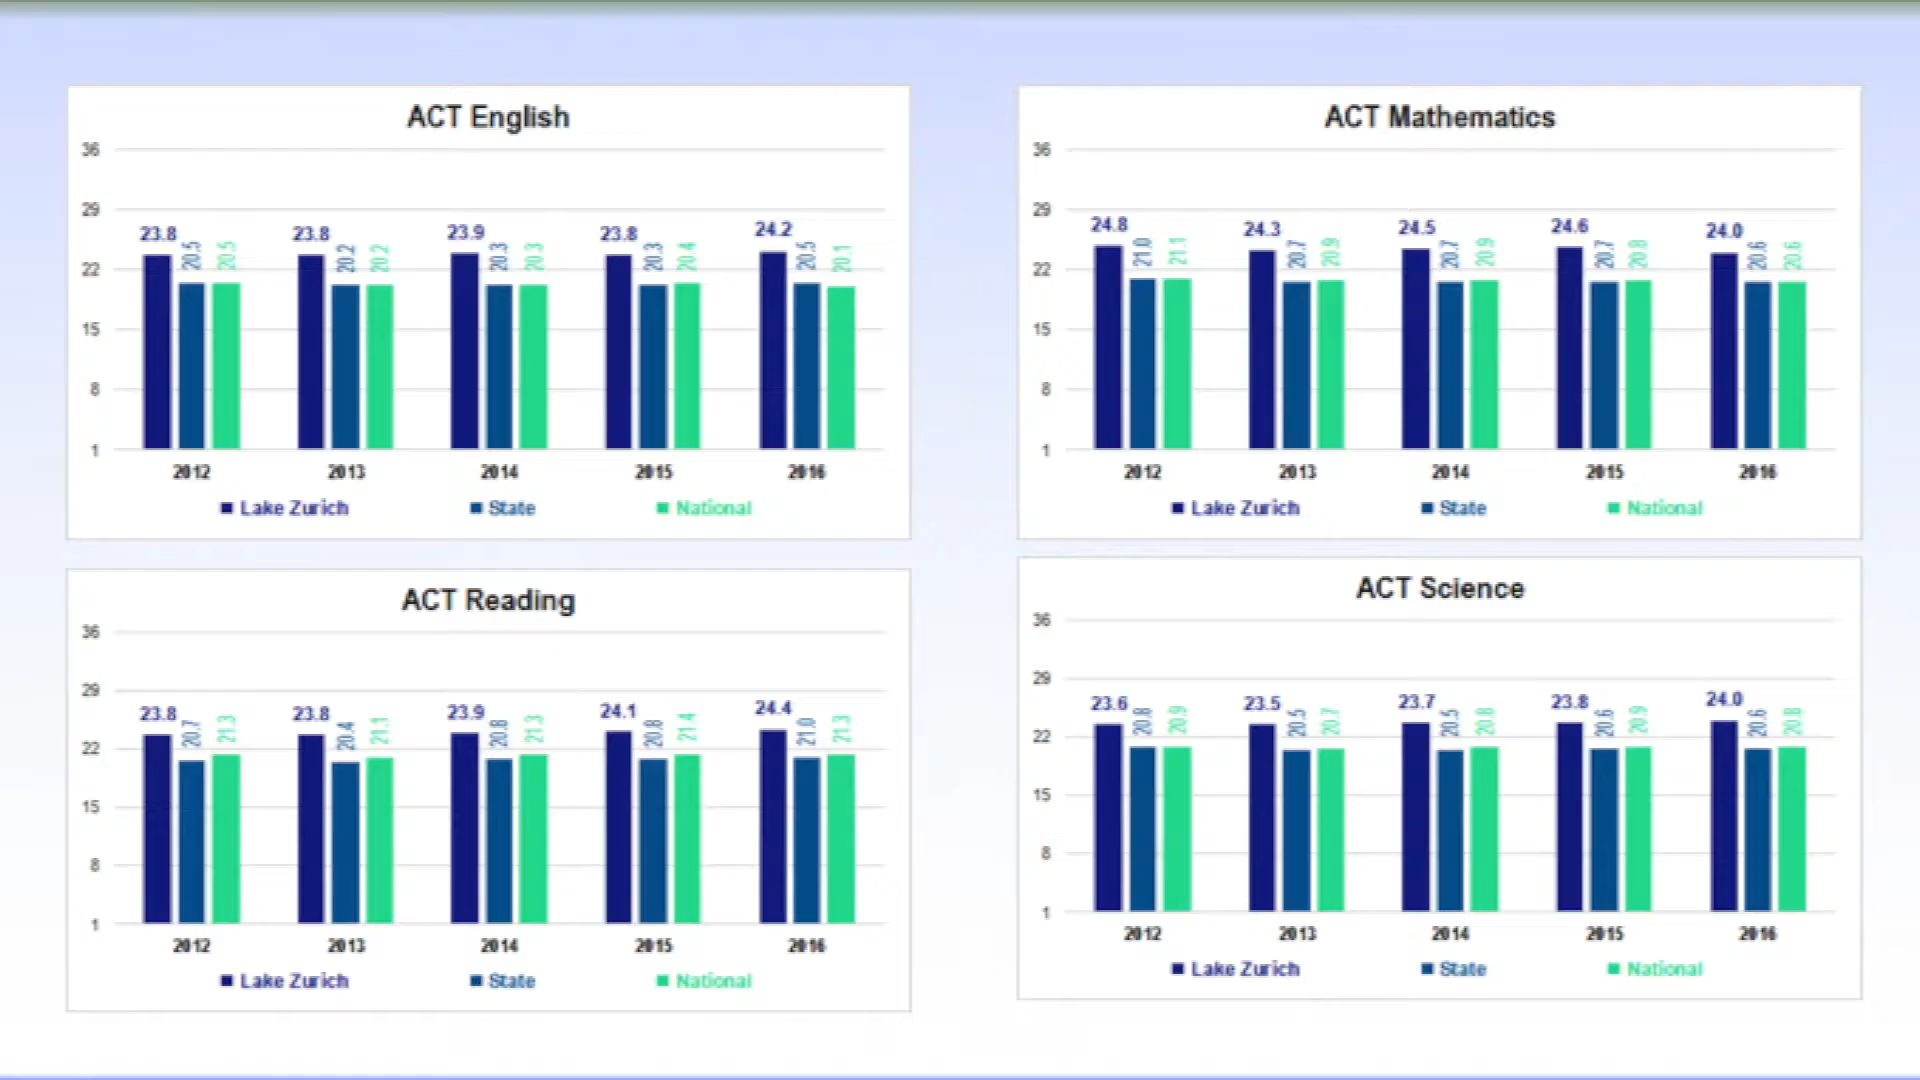 ACT English
36
29
22
15
8
1
23.8 20.5 20.5 23.8 20.2 20.2 23.9 20.3 20.3 23.8 20.3 20.4 24.2 20.5 20.1
2012 2013 2014 2015 2016
Lake Zurich State National
ACT Mathematics
36
29
22
15
8
1
24.8 21.0 21.1 24.3 20.7 20.9 24.5 20.7 20.9 24.6 20.7 20.8 24.0 20.6 20.6
2012 2013 2014 2015 2016
Lake Zurich State National
ACT Reading
36
29
22
15
8
1
23.8 20.7 21.3 23.8 20.4 21.1 23.9 20.8 21.3 24.1 20.8 21.4 24.4 21.0 21.3
2012 2013 2014 2015 2016
Lake Zurich State National
ACT Science
36
29
22
15
8
1
23.6 20.8 20.9 23.5 20.5 20.7 23.7 20.5 20.8 23.8 20.6 20.9 24.0 20.6 20.8
2012 2013 2014 2015 2016
Lake Zurich State National